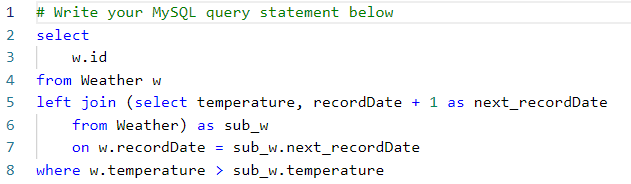 1 # Write your MySQL query statement below
2 select
3 w.id
4 from Weather w
5 left join (select temperature, recordDate + 1 as next_recordDate
6 from Weather) as sub_w
7 on w.recordDate = sub_w.next_recordDate
8 where w.temperature > sub_w.temperature